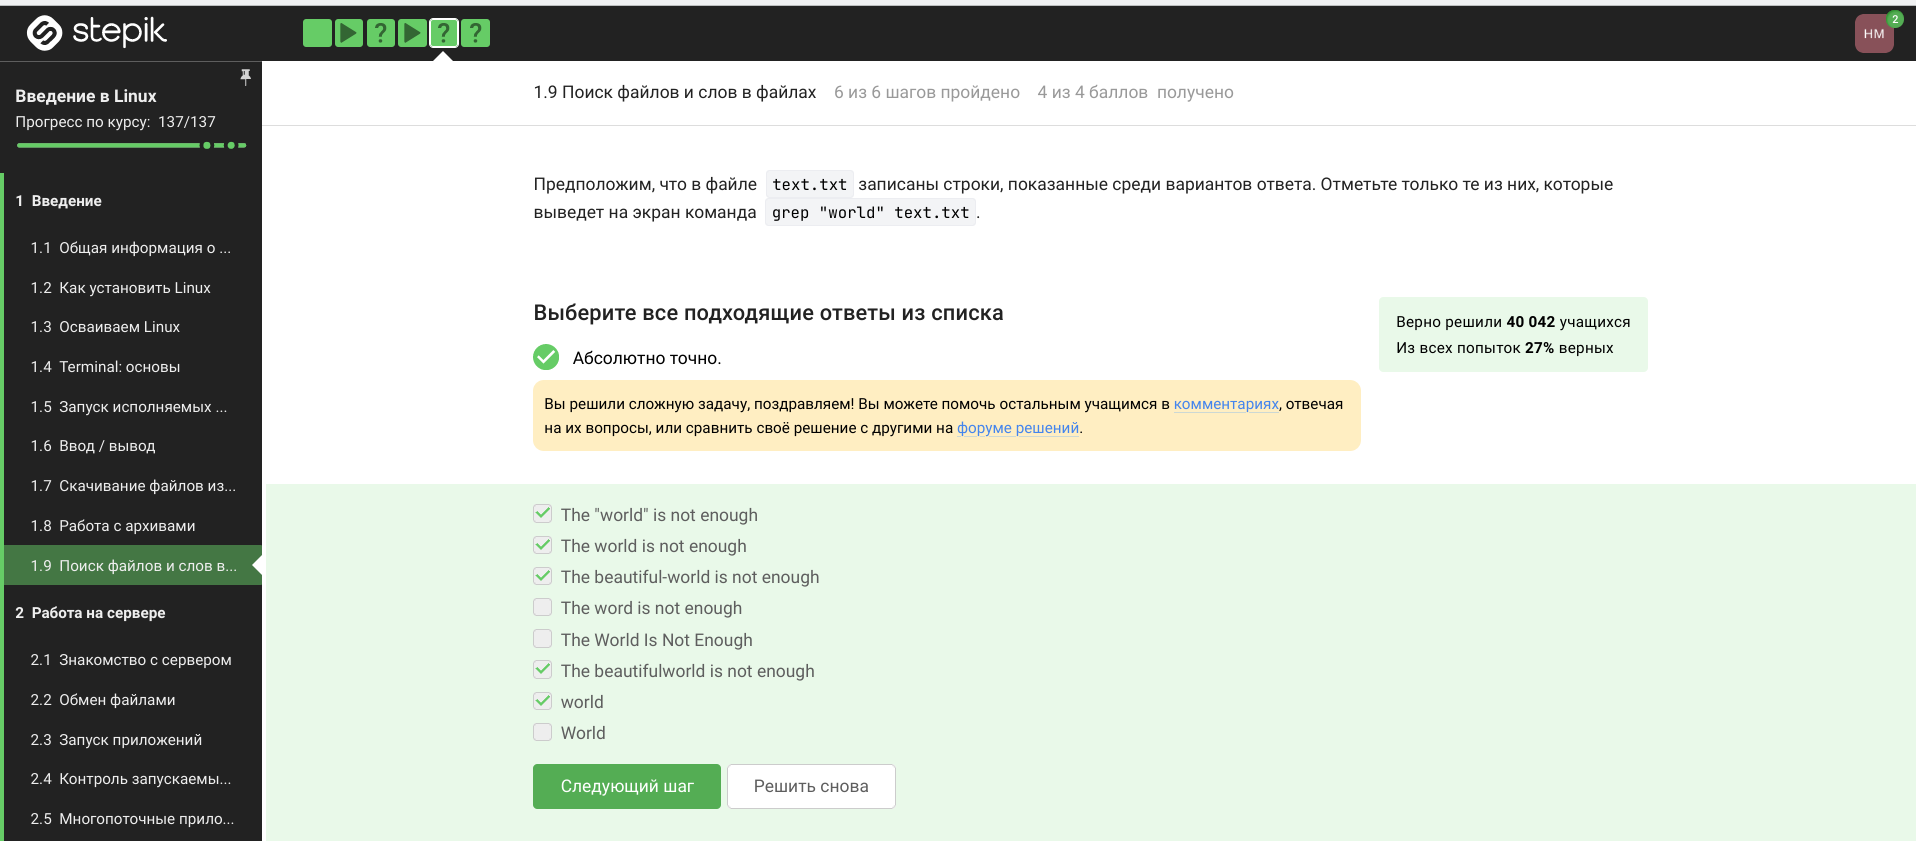 stepik
? ? ?
НМ
2
Введение в Linux
Прогресс по курсу: 137/137
1 Введение
1.1 Общая информация о ...
1.2 Как установить Linux
1.3 Осваиваем Linux
1.4 Terminal: основы
1.5 Запуск исполняемых ...
1.6 Ввод / вывод
1.7 Скачивание файлов из...
1.8 Работа с архивами
1.9 Поиск файлов и слов в...
2 Работа на сервере
2.1 Знакомство с сервером
2.2 Обмен файлами
2.3 Запуск приложений
2.4 Контроль запускаемы...
2.5 Многопоточные прило...
1.9 Поиск файлов и слов в файлах 6 из 6 шагов пройдено 4 из 4 баллов получено
Предположим, что в файле text.txt записаны строки, показанные среди вариантов ответа. Отметьте только те из них, которые
выведет на экран команда grep "world" text.txt.
Выберите все подходящие ответы из списка
Абсолютно точно.
Вы решили сложную задачу, поздравляем! Вы можете помочь остальным учащимся в комментариях, отвечая
на их вопросы, или сравнить своё решение с другими на форуме решений.
Верно решили 40 042 учащихся
Из всех попыток 27% верных
The "world" is not enough
The world is not enough
The beautiful-world is not enough
The word is not enough
The World Is Not Enough
The beautifulworld is not enough
world
World
Следующий шаг
Решить снова